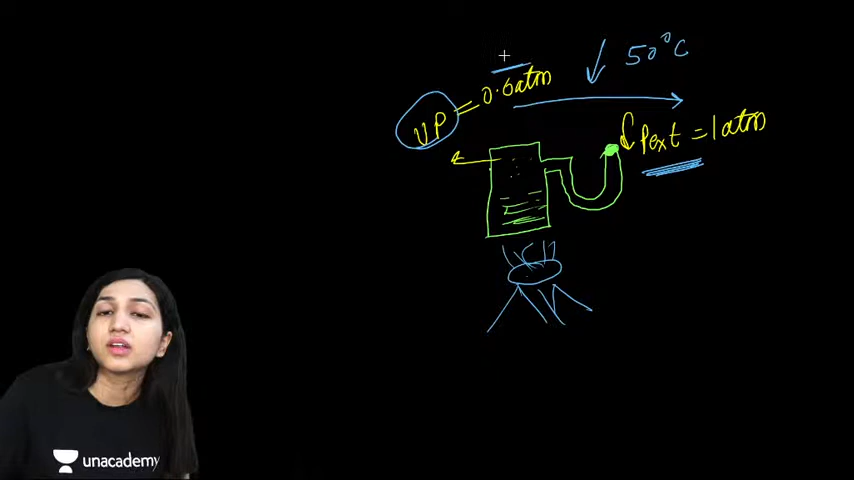 50°C
VP = 0.6atm
Pext = 1atm
unacademy